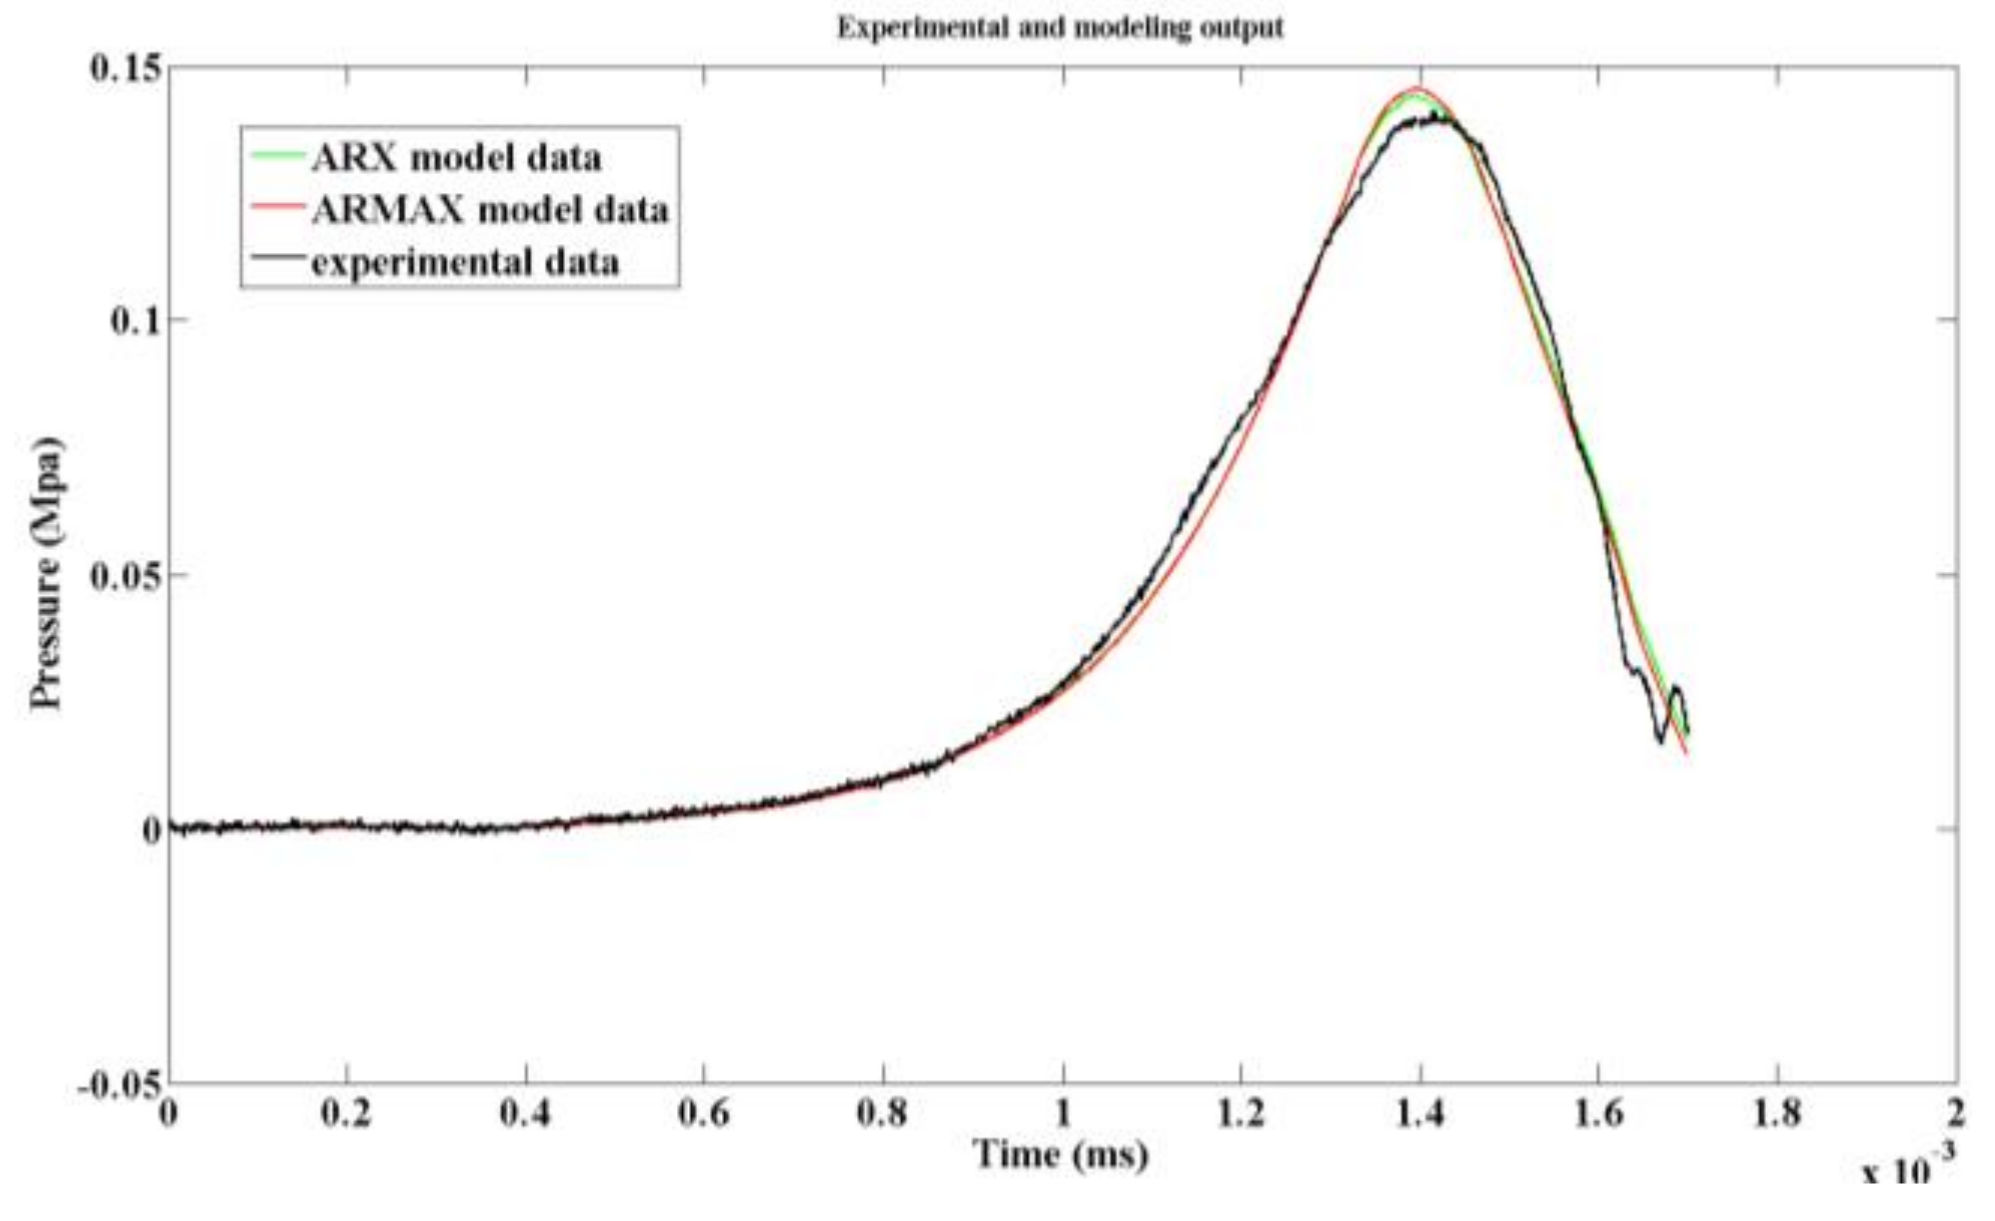 Experimental and modeling output
0.15
ARX model data
ARMAX model data
experimental data
0.1
Pressure (Mpa)
0.05
0
-0.05
0 0.2 0.4 0.6 0.8 1 1.2 1.4 1.6 1.8 2
Time (ms)
x 10-3